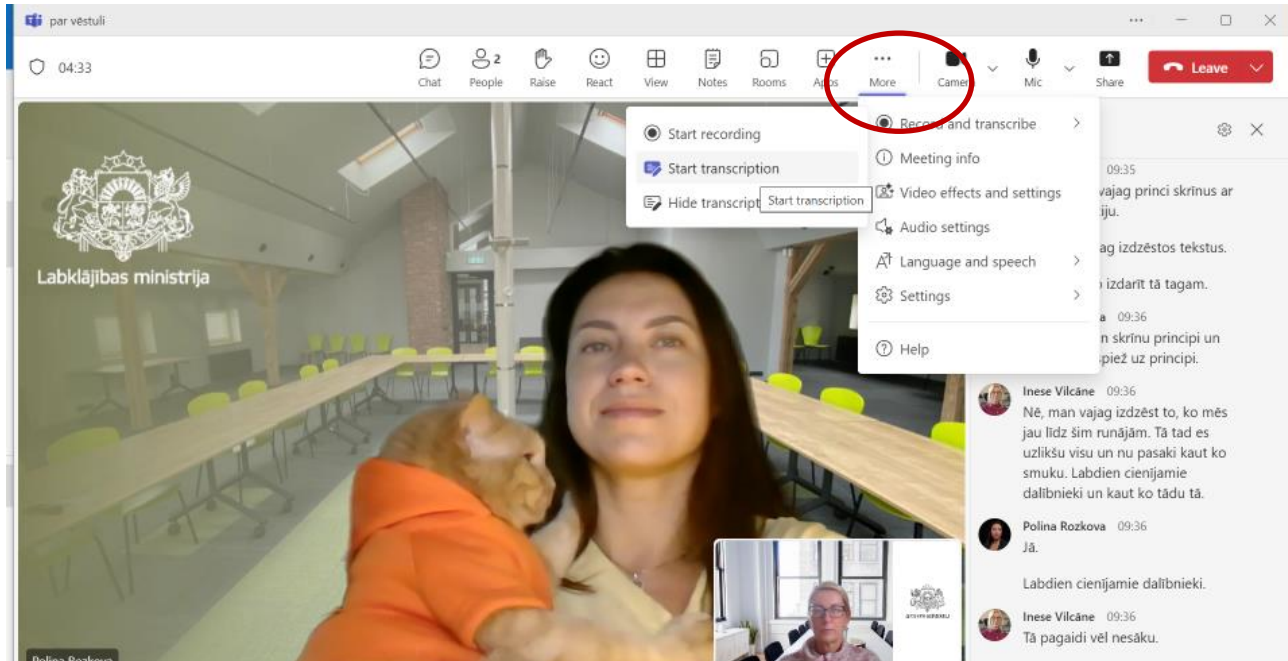 par vēstuli
04:33
Chat
2
People
Raise
React
View
Notes
Rooms
Apps
More
Camera
Mic
Share
Leave
Start recording
Start transcription
Hide transcript
Start transcription
Record and transcribe
Meeting info
Video effects and settings
Audio settings
Language and speech
Settings
Help
Labklājības ministrija
09:35
vajag princi skrīnus ar
iju.
ag izdzēstos tekstus.
izdarīt tā tagam.
a 09:36
n skrīnu principi un
spiež uz principi.
Inese Vilcāne 09:36
Nē, man vajag izdzēst to, ko mēs
jau līdz šim runājām. Tā tad es
uzlikšu visu un nu pasaki kaut ko
smuku. Labdien cienījamie
dalībnieki un kaut ko tādu tā.
Polina Rozkova 09:36
Jā.
Labdien cienījamie dalībnieki.
Inese Vilcāne 09:36
Tā pagaidi vēl nesāku.
Polina Rozkova